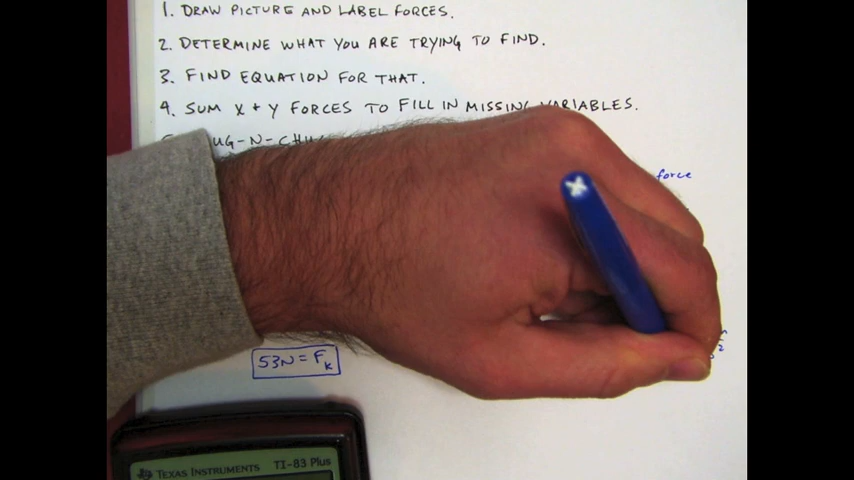 1. DRAW PICTURE AND LABEL FORCES.
2. DETERMINE WHAT YOU ARE TRYING TO FIND.
3. FIND EQUATION FOR THAT.
4. SUM X + Y FORCES TO FILL IN MISSING VARIABLES.
force
53N = Fk
TEXAS INSTRUMENTS TI-83 Plus